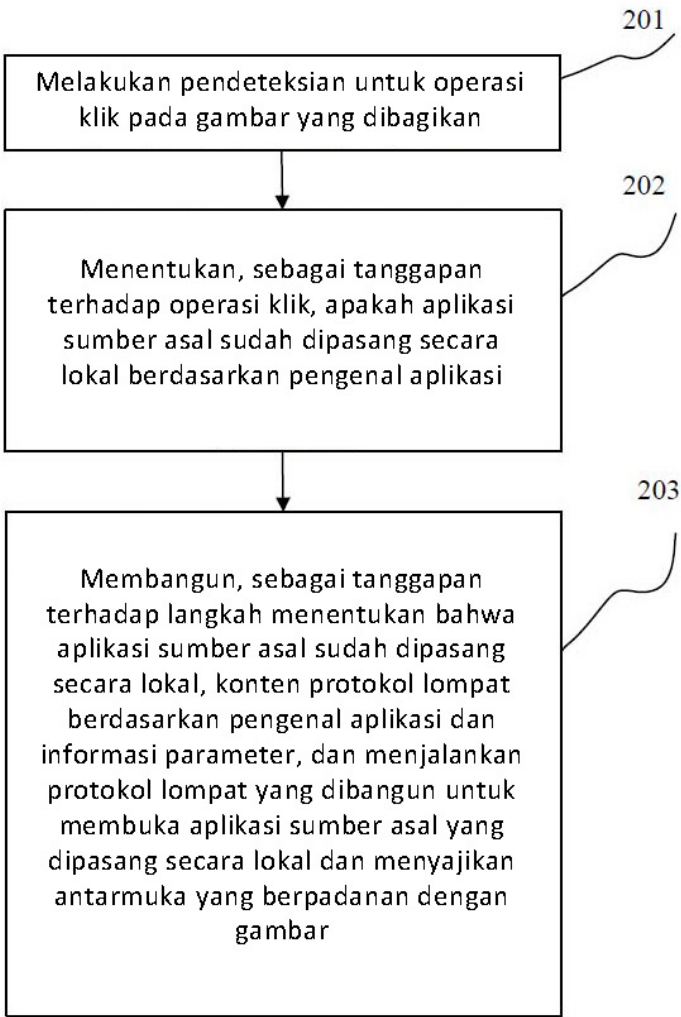 201
Melakukan pendeteksian untuk operasi
klik pada gambar yang dibagikan
202
Menentukan, sebagai tanggapan
terhadap operasi klik, apakah aplikasi
sumber asal sudah dipasang secara
lokal berdasarkan pengenal aplikasi
203
Membangun, sebagai tanggapan
terhadap langkah menentukan bahwa
aplikasi sumber asal sudah dipasang
secara lokal, konten protokol lompat
berdasarkan pengenal aplikasi dan
informasi parameter, dan menjalankan
protokol lompat yang dibangun untuk
membuka aplikasi sumber asal yang
dipasang secara lokal dan menyajikan
antarmuka yang berpadanan dengan
gambar